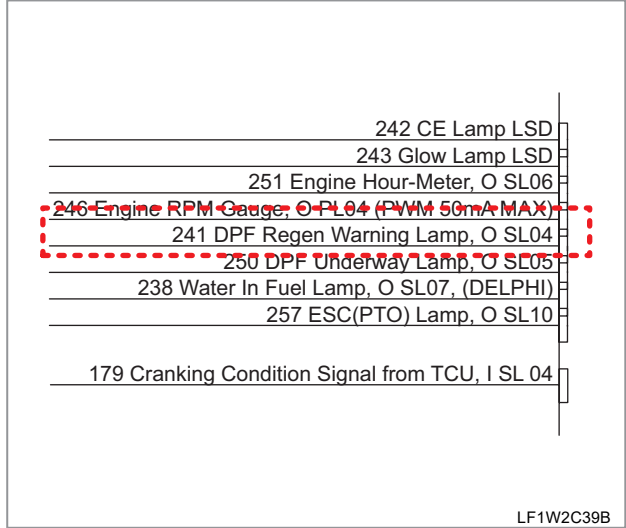 242 CE Lamp LSD
243 Glow Lamp LSD
251 Engine Hour-Meter, O SL06
246 Engine RPM Gauge, O PL04 (PWM 50mA MAX)
241 DPF Regen Warning Lamp, O SL04
250 DPF Underway Lamp, O SL05
238 Water In Fuel Lamp, O SL07, (DELPHI)
257 ESC(PTO) Lamp, O SL10
179 Cranking Condition Signal from TCU, I SL 04
LF1W2C39B